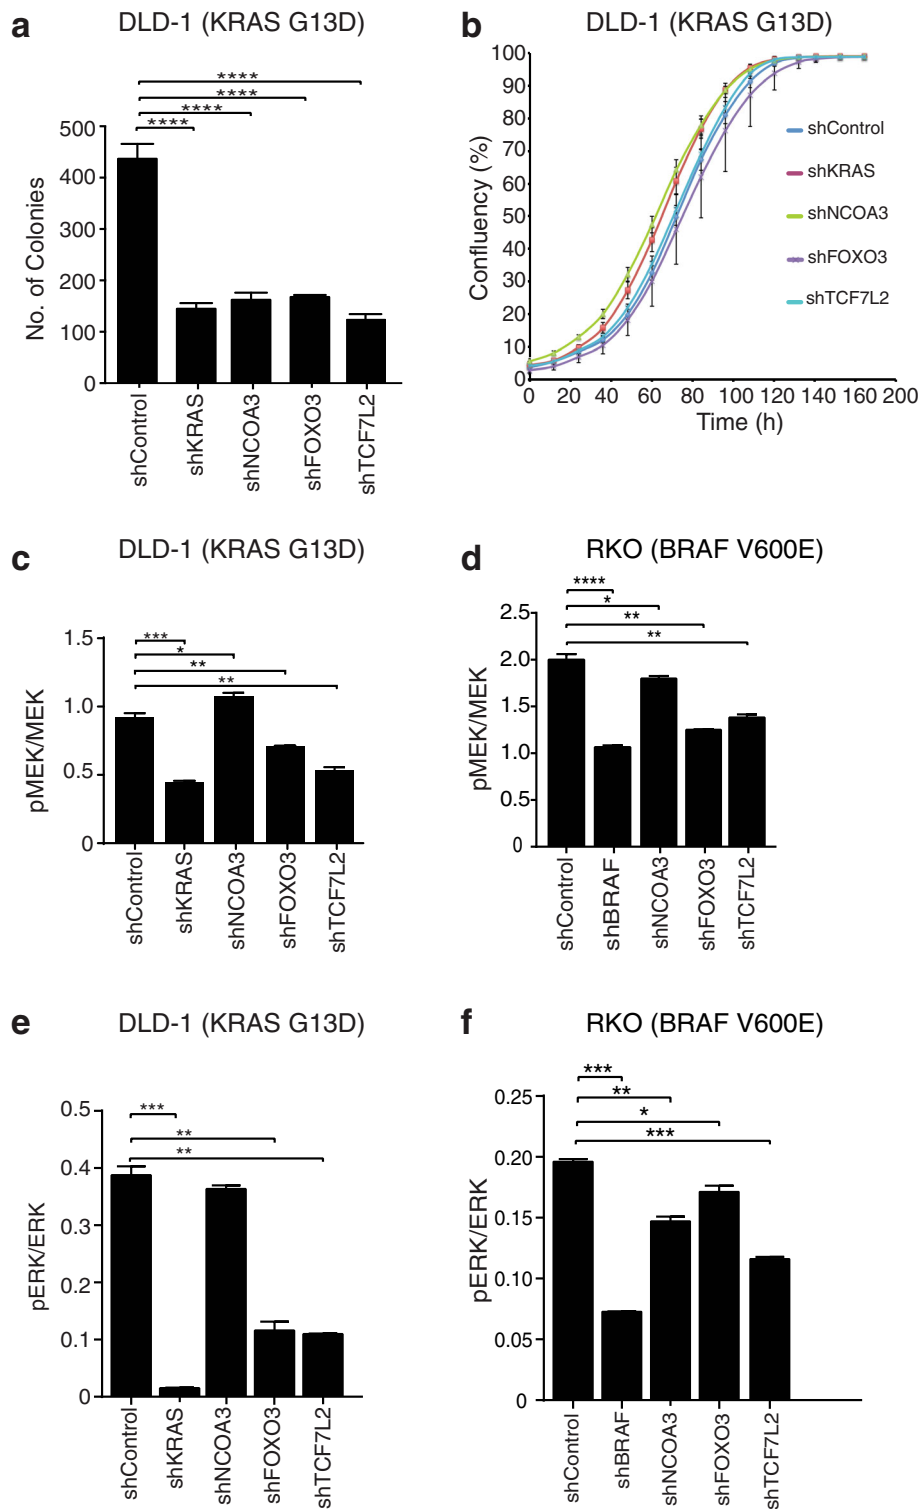 a
DLD-1 (KRAS G13D)
****
****
****
****
500
400
300
200
100
0
No. of Colonies
shControl
shKRAS
shNCOA3
shFOXO3
shTCF7L2
b
DLD-1 (KRAS G13D)
100
90
80
70
60
50
40
30
20
10
0
Confluency (%)
0 20 40 60 80 100 120 140 160 200
Time (h)
shControl
shKRAS
shNCOA3
shFOXO3
shTCF7L2
c
DLD-1 (KRAS G13D)
***
*
**
**
1.5
1.0
0.5
0
pMEK/MEK
shControl
shKRAS
shNCOA3
shFOXO3
shTCF7L2
d
RKO (BRAF V600E)
****
*
**
**
2.5
2.0
1.5
1.0
0.5
0
pMEK/MEK
shControl
shBRAF
shNCOA3
shFOXO3
shTCF7L2
e
DLD-1 (KRAS G13D)
***
**
**
0.5
0.4
0.3
0.2
0.1
0
pERK/ERK
shControl
shKRAS
shNCOA3
shFOXO3
shTCF7L2
f
RKO (BRAF V600E)
***
**
*
***
0.25
0.20
0.15
0.10
0.05
0
pERK/ERK
shControl
shBRAF
shNCOA3
shFOXO3
shTCF7L2